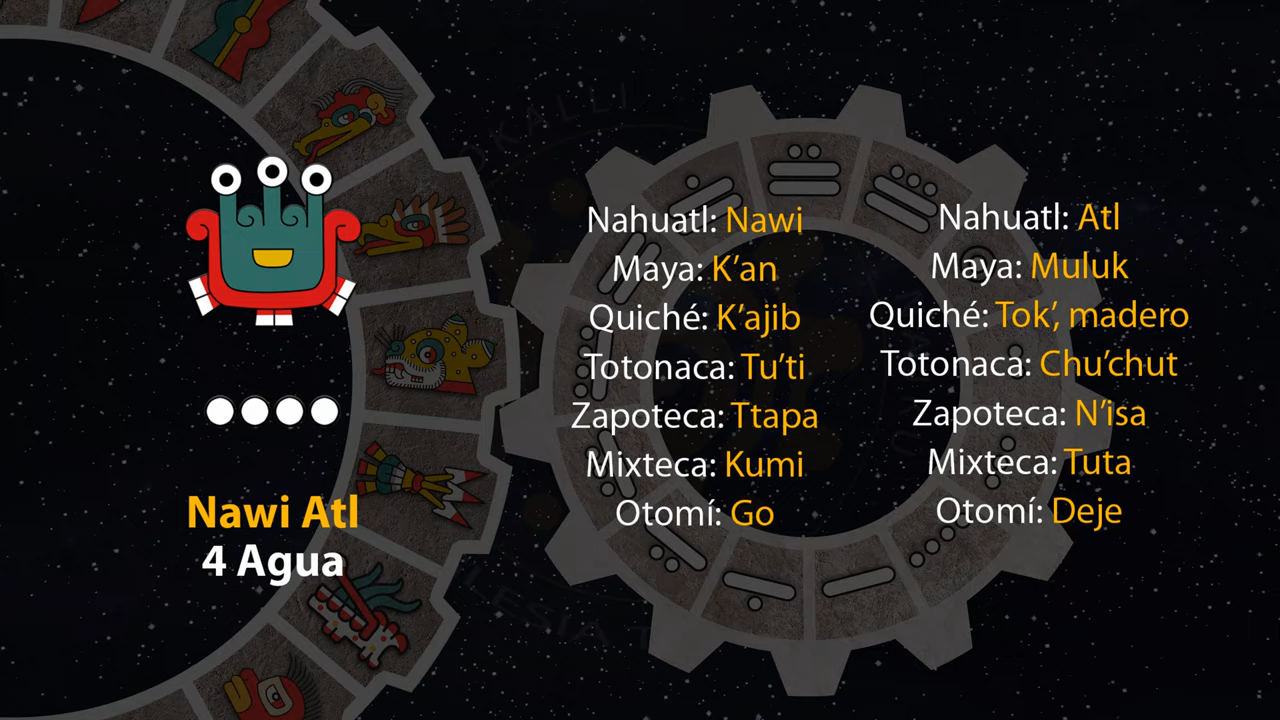 Nawi Atl
4 Agua
Nahuatl: Nawi
Maya: K’an
Quiché: K’ajib
Totonaca: Tu’ti
Zapoteca: Ttapa
Mixteca: Kumi
Otomí: Go
Nahuatl: Atl
Maya: Muluk
Quiché: Tok’, madero
Totonaca: Chu’chut
Zapoteca: N’isa
Mixteca: Tuta
Otomí: Deje